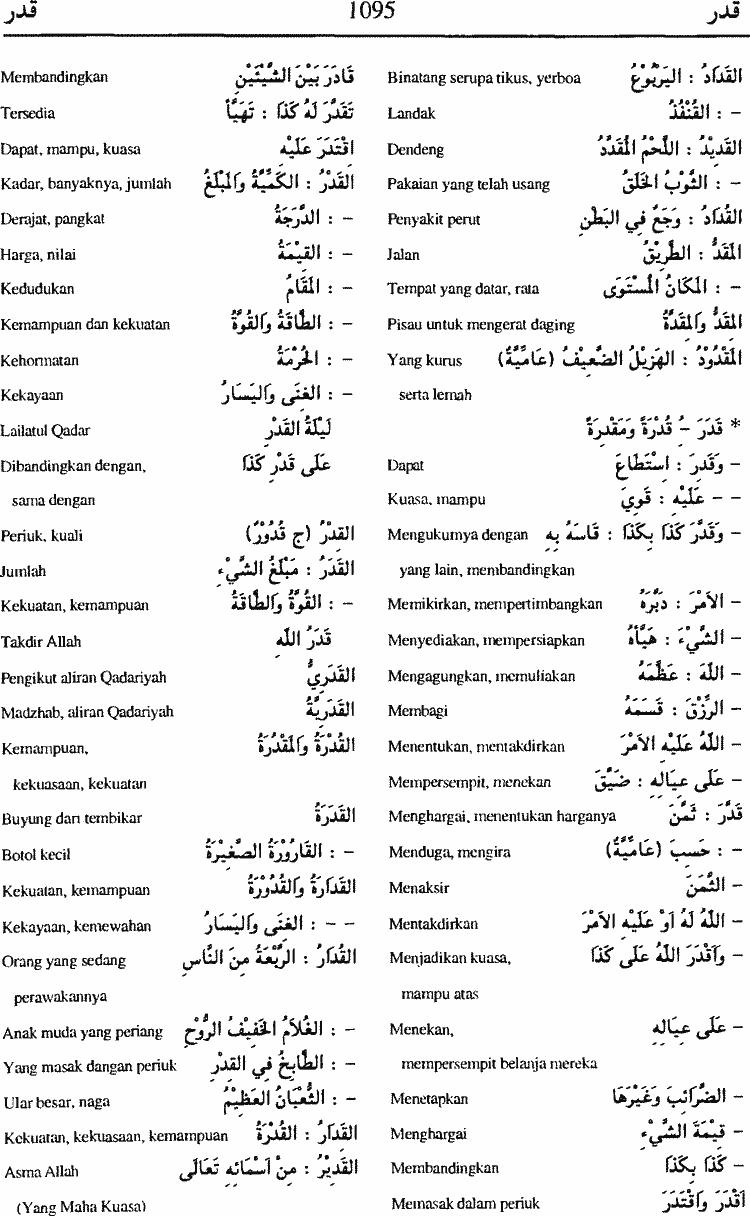 قدر 1095 قدر
القُدَادُ : اليَرْبُوْعُ Binatang serupa tikus, yerboa
- : القُنْفُذُ Landak
القَدِيْدُ : اللَّحْمُ المُقَدَّدُ Dendeng
- : الثَّوْبُ الخَلَقُ Pakaian yang telah usang
القُدَادُ : وَجَعٌ في البَطْنِ Penyakit perut
المَقَدُّ : الطَّرِيْقُ Jalan
- : المَكَانُ المُسْتَوَى Tempat yang datar, rata
المِقَدُّ وَالمِقَدَّةُ Pisau untuk mengerat daging
المَقْدُوْدُ : الهَزِيْلُ الضَّعِيْفُ (عَامِيَّةٌ) Yang kurus
serta lemah
* قَدَرَ - قُدْرَةً وَمَقْدِرَةً
- وَقَدِرَ : اسْتَطَاعَ Dapat
- - عَلَيْهِ : قَوِيَ Kuasa, mampu
- وَقَدَّرَ كَذَا بِكَذَا : قَاسَهُ بِهِ Mengukurnya dengan
yang lain, membandingkan
- الأَمْرَ : دَبَّرَهُ Memikirkan, mempertimbangkan
- الشَّيْءَ : هَيَّأَهُ Menyediakan, mempersiapkan
- اللهَ : عَظَّمَهُ Mengagungkan, memuliakan
- الرِّزْقَ : قَسَمَهُ Membagi
- اللهُ عَلَيْهِ الأَمْرَ Menentukan, mentakdirkan
- عَلَى عِيَالِهِ : ضَيَّقَ Mempersempit, menekan
قَدَّرَ : ثَمَّنَ Menghargai, menentukan harganya
- : حَسِبَ (عَامِيَّةٌ) Menduga, mengira
- الثَّمَنَ Menaksir
- اللهُ لَهُ أَوْ عَلَيْهِ الأَمْرَ Mentakdirkan
- وَأَقْدَرَ اللهُ عَلَى كَذَا Menjadikan kuasa,
mampu atas
- عَلَى عِيَالِهِ Menekan,
mempersempit belanja mereka
- الضَّرَائِبَ وَغَيْرَهَا Menetapkan
- قِيْمَةَ الشَّيْءِ Menghargai
- كَذَا بِكَذَا Membandingkan
أَقْدَرَ وَاقْتَدَرَ Memasak dalam periuk
قَادَرَ بَيْنَ الشَّيْئَيْنِ Membandingkan
تَقَدَّرَ لَهُ كَذَا : تَهَيَّأَ Tersedia
اقْتَدَرَ عَلَيْهِ Dapat, mampu, kuasa
القَدْرُ : الكَمِّيَّةُ وَالمَبْلَغُ Kadar, banyaknya, jumlah
- : الدَّرَجَةُ Derajat, pangkat
- : القِيْمَةُ Harga, nilai
- : المَقَامُ Kedudukan
- : الطَّاقَةُ وَالقُوَّةُ Kemampuan dan kekuatan
- : الحُرْمَةُ Kehormatan
- : الغِنَى وَاليَسَارُ Kekayaan
لَيْلَةُ القَدْرِ Lailatul Qadar
عَلَى قَدْرِ كَذَا Dibandingkan dengan,
sama dengan
القِدْرُ (ج قُدُوْرٌ) Periuk, kuali
القَدَرُ : مَبْلَغُ الشَّيْءِ Jumlah
- : القُوَّةُ وَالطَّاقَةُ Kekuatan, kemampuan
قَدَرُ اللهِ Takdir Allah
القَدَرِيُّ Pengikut aliran Qadariyah
القَدَرِيَّةُ Madzhab, aliran Qadariyah
القُدْرَةُ وَالمَقْدُرَةُ Kemampuan,
kekuasaan, kekuatan
القَدَرَةُ Buyung dari tembikar
- : القَارُوْرَةُ الصَّغِيْرَةُ Botol kecil
القَدَارَةُ وَالقُدُوْرَةُ Kekuatan, kemampuan
- - : الغِنَى وَاليَسَارُ Kekayaan, kemewahan
القُدَارُ : الرَّبْعَةُ مِنَ النَّاسِ Orang yang sedang
perawakannya
- : الغُلاَمُ الخَفِيْفُ الرُّوْحِ Anak muda yang periang
- : الطَّابِخُ فِي القِدْرِ Yang masak dangan periuk
- : الثُّعْبَانُ العَظِيْمُ Ular besar, naga
القَدَارُ : القُدْرَةُ Kekuatan, kekuasaan, kemampuan
القَدِيْرُ : مِنْ أَسْمَائِهِ تَعَالَى Asma Allah
(Yang Maha Kuasa)